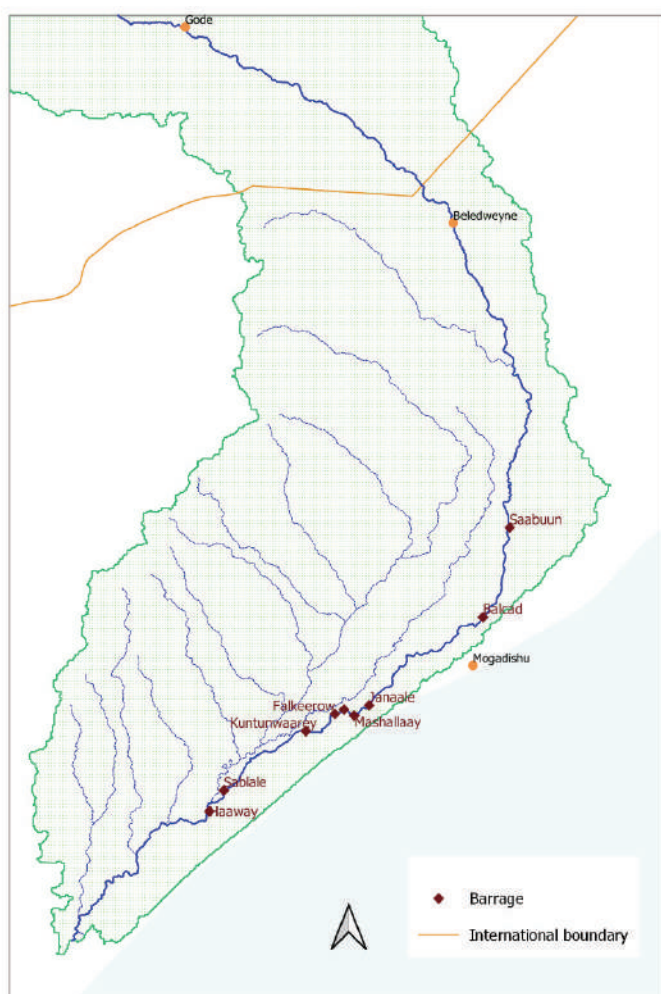 Gode
Beledweyne
Saabuun
Balcad
Mogadishu
Janaale
Falkeerow
Mashallaay
Kuntunwaarey
Sablale
Haaway
Barrage
International boundary